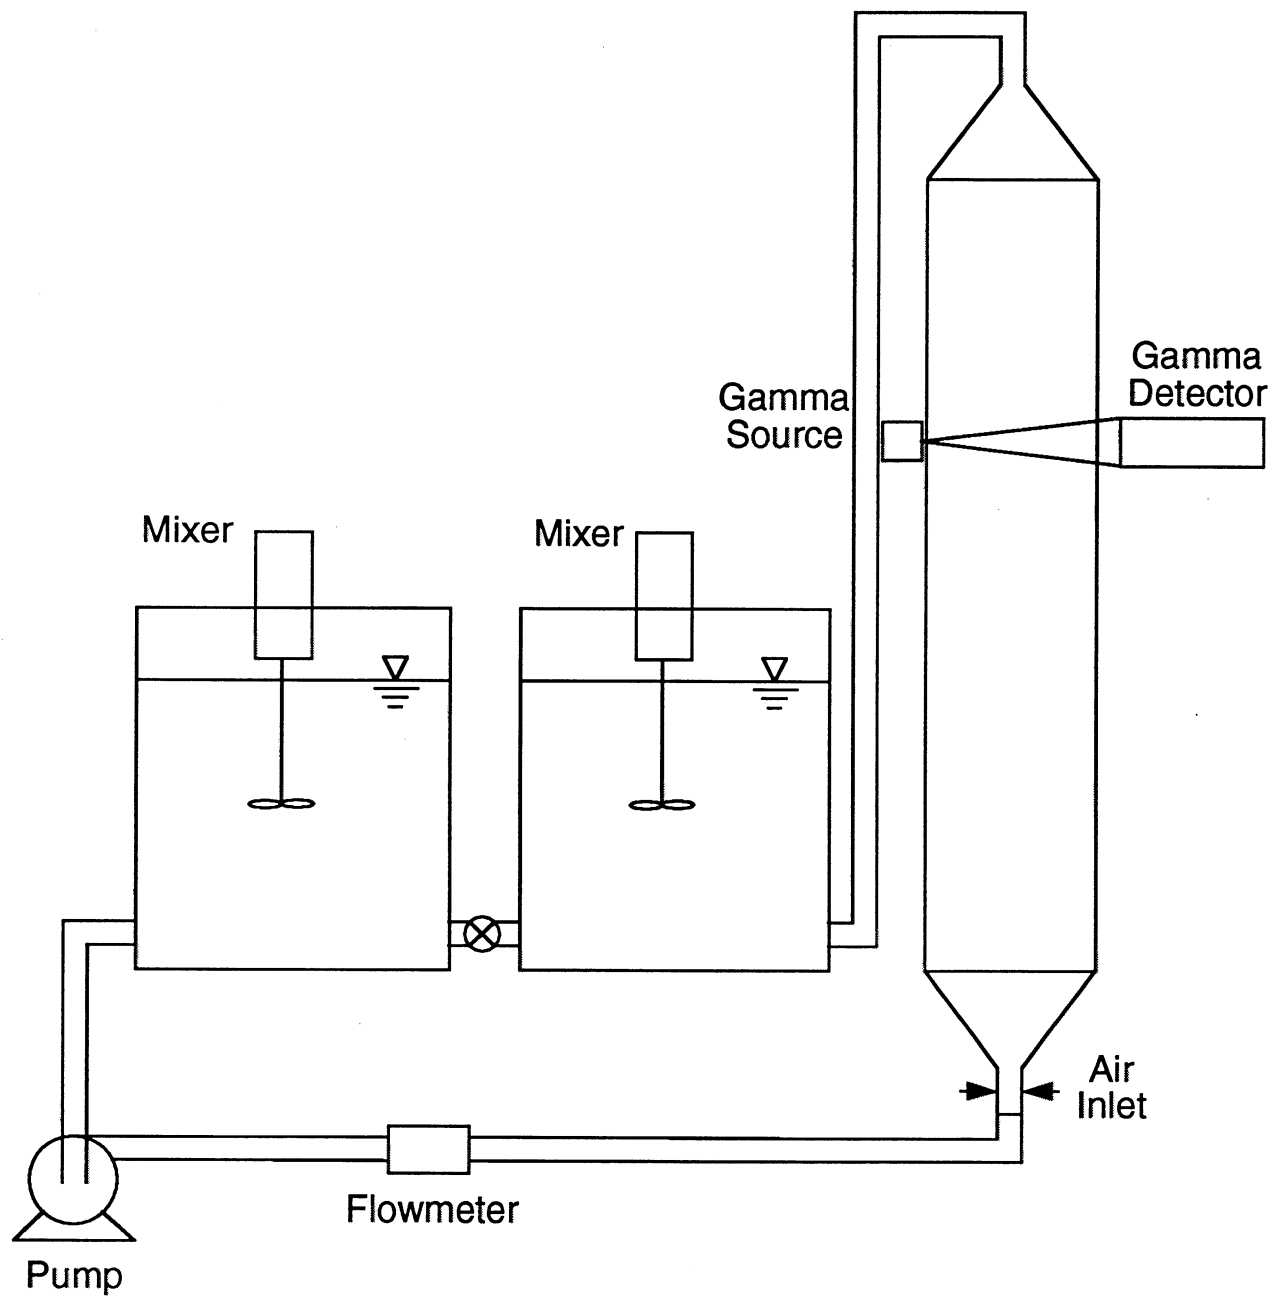 Gamma
Detector
Gamma
Source
Mixer
Mixer
Air
Inlet
Flowmeter
Pump